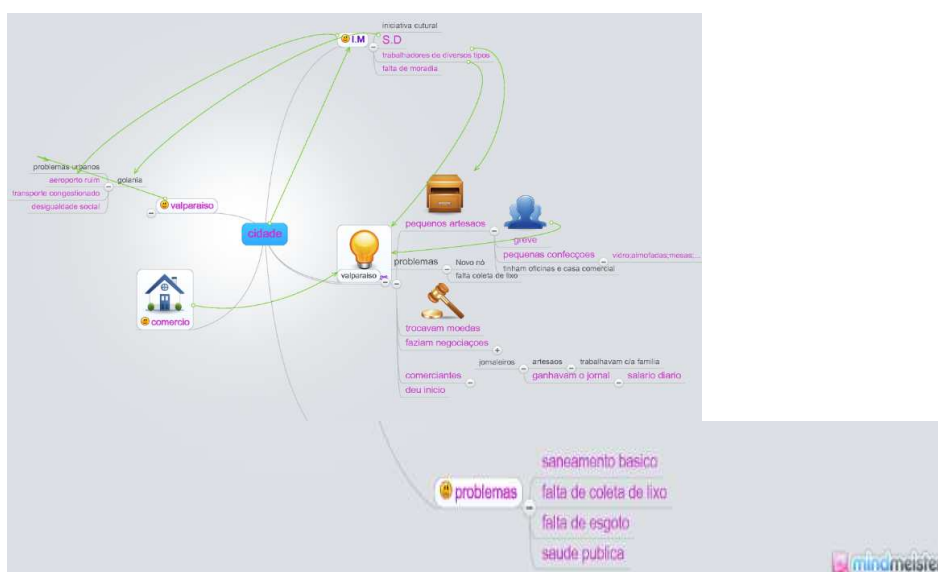 iniciativa cutural
I.M
S.D
trabalhadores de diversos tipos
falta de moradia
problemas urbanos
aeroporto ruim
transporte congestionado
desigualdade social
goiania
valparaiso
cidade
comercio
valparaiso
pequenos artesaos
greve
pequenas confecçoes
tinham oficinas e casa comercial
problemas
Novo nó
falta coleta de lixo
trocavam moedas
faziam negociaçoes
comerciantes
jornaleiros
artesaos
trabalhavam c/a familia
ganhavam o jornal
salario diario
deu inicio
problemas
saneamento basico
falta de coleta de lixo
falta de esgoto
saude publica
mindmeister